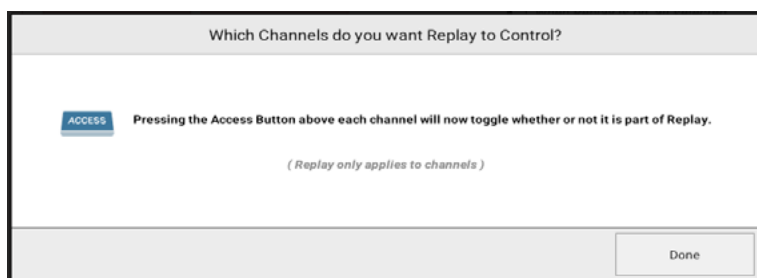 Which Channels do you want Replay to Control?
ACCESS Pressing the Access Button above each channel will now toggle whether or not it is part of Replay.
( Replay only applies to channels )
Done